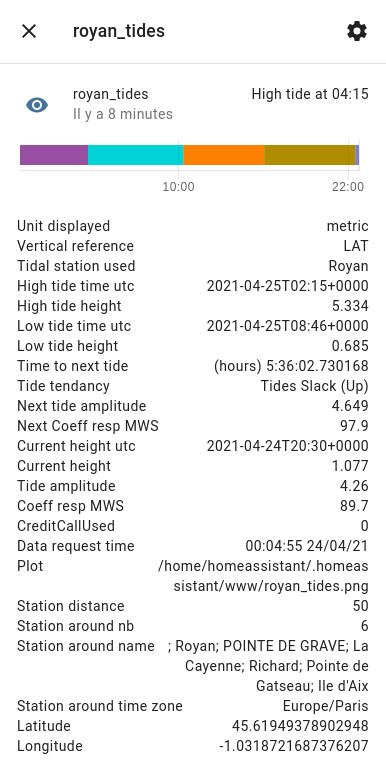 royan_tides
royan_tides High tide at 04:15
Il y a 8 minutes
10:00 22:00
Unit displayed metric
Vertical reference LAT
Tidal station used Royan
High tide time utc 2021-04-25T02:15+0000
High tide height 5.334
Low tide time utc 2021-04-25T08:46+0000
Low tide height 0.685
Time to next tide (hours) 5:36:02.730168
Tide tendancy Tides Slack (Up)
Next tide amplitude 4.649
Next Coeff resp MWS 97.9
Current height utc 2021-04-24T20:30+0000
Current height 1.077
Tide amplitude 4.26
Coeff resp MWS 89.7
CreditCallUsed 0
Data request time 00:04:55 24/04/21
Plot /home/homeassistant/.homeas
sistant/www/royan_tides.png
Station distance 50
Station around nb 6
Station around name ; Royan; POINTE DE GRAVE; La
Cayenne; Richard; Pointe de
Gatseau; Ile d'Aix
Station around time zone Europe/Paris
Latitude 45.61949378902948
Longitude -1.0318721687376207